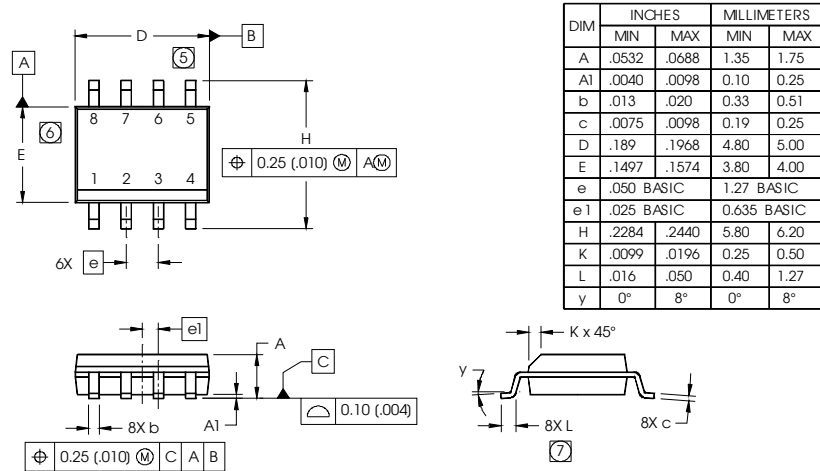 D
B
5
A
8 7 6 5
6
E
H
⌖ 0.25 (.010) Ⓜ AⓂ
1 2 3 4
6X e
e1
A
C
8X b
A1
0.10 (.004)
⌖ 0.25 (.010) Ⓜ C A B
DIM INCHES MILLIMETERS
MIN MAX MIN MAX
A .0532 .0688 1.35 1.75
A1 .0040 .0098 0.10 0.25
b .013 .020 0.33 0.51
c .0075 .0098 0.19 0.25
D .189 .1968 4.80 5.00
E .1497 .1574 3.80 4.00
e .050 BASIC 1.27 BASIC
e1 .025 BASIC 0.635 BASIC
H .2284 .2440 5.80 6.20
K .0099 .0196 0.25 0.50
L .016 .050 0.40 1.27
y 0° 8° 0° 8°
K x 45°
y
8X L
7
8X c